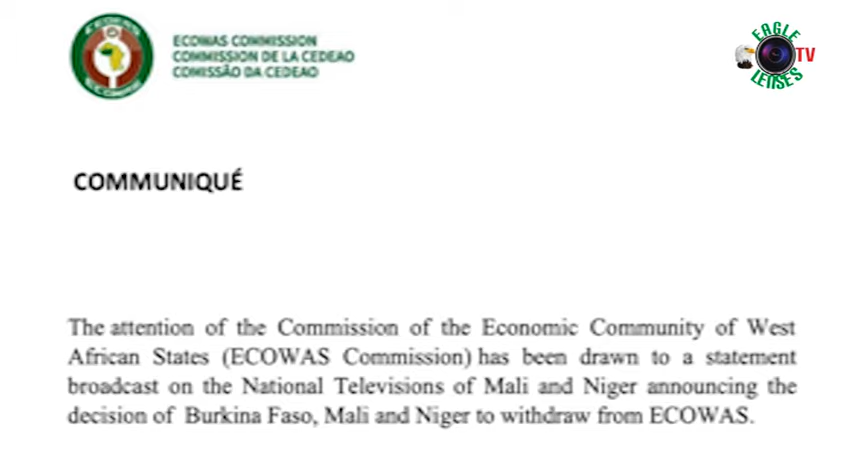 CEDEAO
ECOWAS COMMISSION
COMMISSION DE LA CEDEAO
COMISSÃO DA CEDEAO
EAGLE
TV
LENSES
COMMUNIQUÉ
The attention of the Commission of the Economic Community of West
African States (ECOWAS Commission) has been drawn to a statement
broadcast on the National Televisions of Mali and Niger announcing the
decision of Burkina Faso, Mali and Niger to withdraw from ECOWAS.